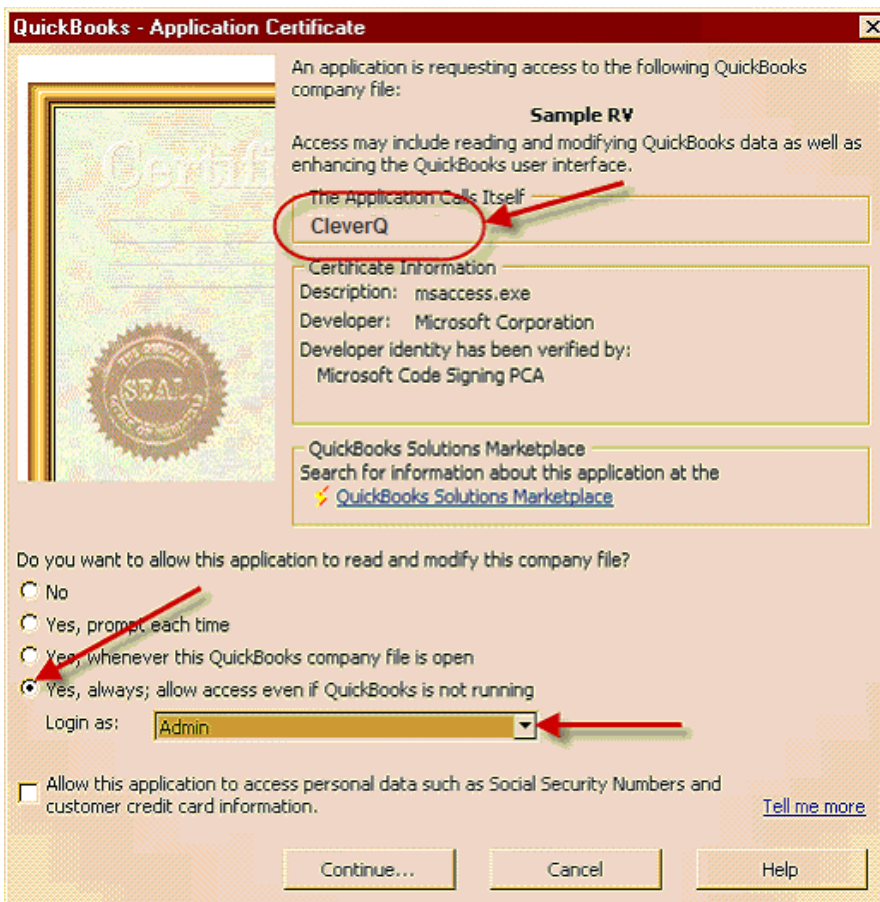 QuickBooks - Application Certificate
An application is requesting access to the following QuickBooks
company file:
Sample RV
Access may include reading and modifying QuickBooks data as well as
enhancing the QuickBooks user interface.
The Application Calls Itself
CleverQ
Certificate Information
Description: msaccess.exe
Developer: Microsoft Corporation
Developer identity has been verified by:
Microsoft Code Signing PCA
QuickBooks Solutions Marketplace
Search for information about this application at the
QuickBooks Solutions Marketplace
Certifi
SEAL
Do you want to allow this application to read and modify this company file?
No
Yes, prompt each time
Yes, whenever this QuickBooks company file is open
Yes, always; allow access even if QuickBooks is not running
Login as: Admin
Allow this application to access personal data such as Social Security Numbers and
customer credit card information.
Tell me more
Continue... Cancel Help